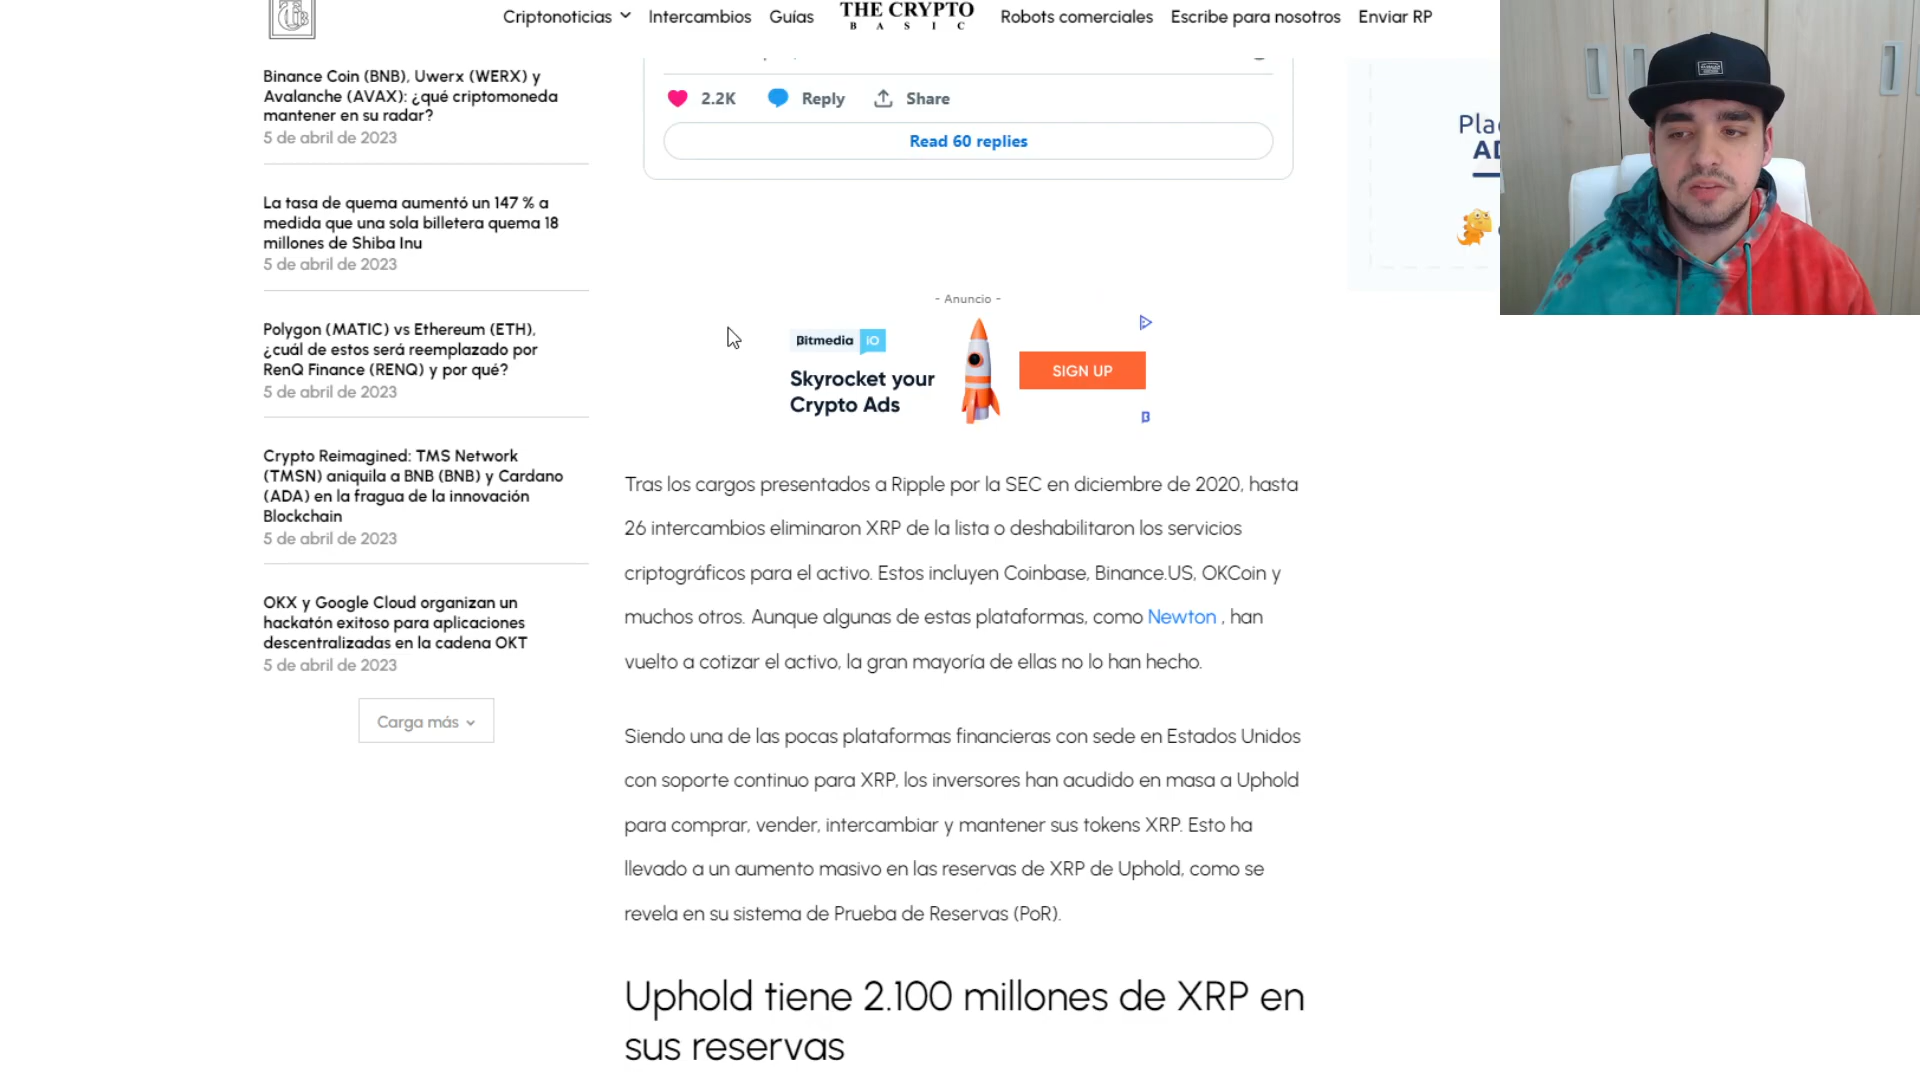 Criptonoticias
Intercambios
Guías
THE CRYPTO
BASIC
Robots comerciales
Escribe para nosotros
Enviar RP
Binance Coin (BNB), Uwerx (WERX) y
Avalanche (AVAX): ¿qué criptomoneda
mantener en su radar?
5 de abril de 2023
La tasa de quema aumentó un 147 % a
medida que una sola billetera quema 18
millones de Shiba Inu
5 de abril de 2023
Polygon (MATIC) vs Ethereum (ETH),
¿cuál de estos será reemplazado por
RenQ Finance (RENQ) y por qué?
5 de abril de 2023
Crypto Reimagined: TMS Network
(TMSN) aniquila a BNB (BNB) y Cardano
(ADA) en la fragua de la innovación
Blockchain
5 de abril de 2023
OKX y Google Cloud organizan un
hackatón exitoso para aplicaciones
descentralizadas en la cadena OKT
5 de abril de 2023
Carga más
2.2K Reply Share
Read 60 replies
- Anuncio -
Bitmedia IO
Skyrocket your
Crypto Ads
SIGN UP
Tras los cargos presentados a Ripple por la SEC en diciembre de 2020, hasta
26 intercambios eliminaron XRP de la lista o deshabilitaron los servicios
criptográficos para el activo. Estos incluyen Coinbase, Binance.US, OKCoin y
muchos otros. Aunque algunas de estas plataformas, como Newton , han
vuelto a cotizar el activo, la gran mayoría de ellas no lo han hecho.
Siendo una de las pocas plataformas financieras con sede en Estados Unidos
con soporte continuo para XRP, los inversores han acudido en masa a Uphold
para comprar, vender, intercambiar y mantener sus tokens XRP. Esto ha
llevado a un aumento masivo en las reservas de XRP de Uphold, como se
revela en su sistema de Prueba de Reservas (PoR).
Uphold tiene 2.100 millones de XRP en
sus reservas